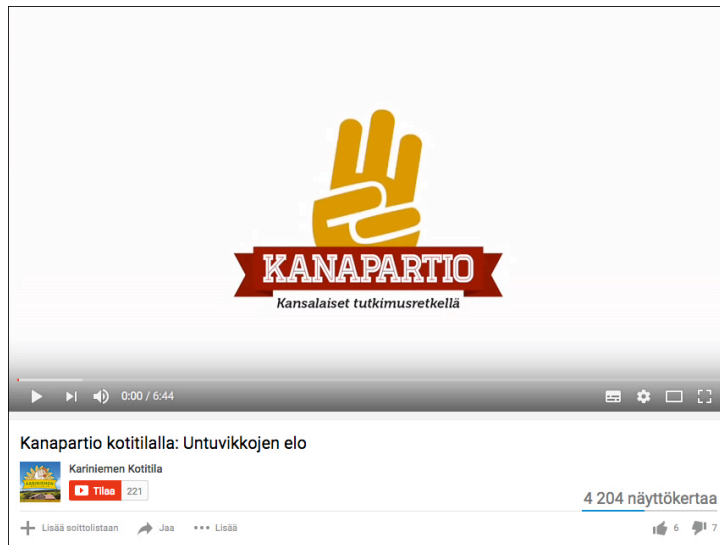 KANAPARTIO
Kansalaiset tutkimusretkellä
0:00 / 6:44
Kanapartio kotitilalla: Untuvikkojen elo
Kariniemen Kotitila
KARINIEMEN
Tilaa 221
4 204 näyttökertaa
Lisää soittolistaan Jaa Lisää 6 7